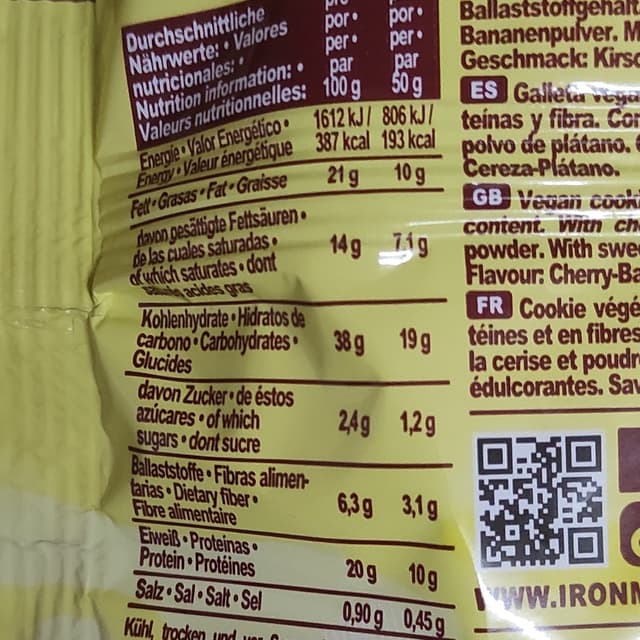 Durchschnittliche
Nährwerte: • Valores
nutricionales: •
Nutrition information: •
Valeurs nutritionnelles:
por •
per •
par
100 g
por •
per •
par
50 g
Energie • Valor Energético •
Energy • Valeur énergétique
1612 kJ / 806 kJ /
387 kcal 193 kcal
Fett • Grasas • Fat • Graisse 21 g 10 g
davon gesättigte Fettsäuren •
de las cuales saturadas •
of which saturates • dont
acides gras
14 g 7,1 g
Kohlenhydrate • Hidratos de
carbono • Carbohydrates •
Glucides
38 g 19 g
davon Zucker • de éstos
azúcares • of which
sugars • dont sucre
2,4 g 1,2 g
Ballaststoffe • Fibras alimen-
tarias • Dietary fiber •
Fibre alimentaire
6,3 g 3,1 g
Eiweiß • Proteínas •
Protein • Protéines
20 g 10 g
Salz • Sal • Salt • Sel 0,90 g 0,45 g
Kühl, trocken und
Ballaststoffgehalt
Bananenpulver. M
Geschmack: Kirsc
ES Galleta vega
teínas y fibra. Con
polvo de plátano.
Cereza-Plátano.
GB Vegan cooki
content. With ch
powder. With swee
Flavour: Cherry-Ba
FR Cookie végé
téines et en fibres
la cerise et poudr
édulcorantes. Sav
WWW.IRONM